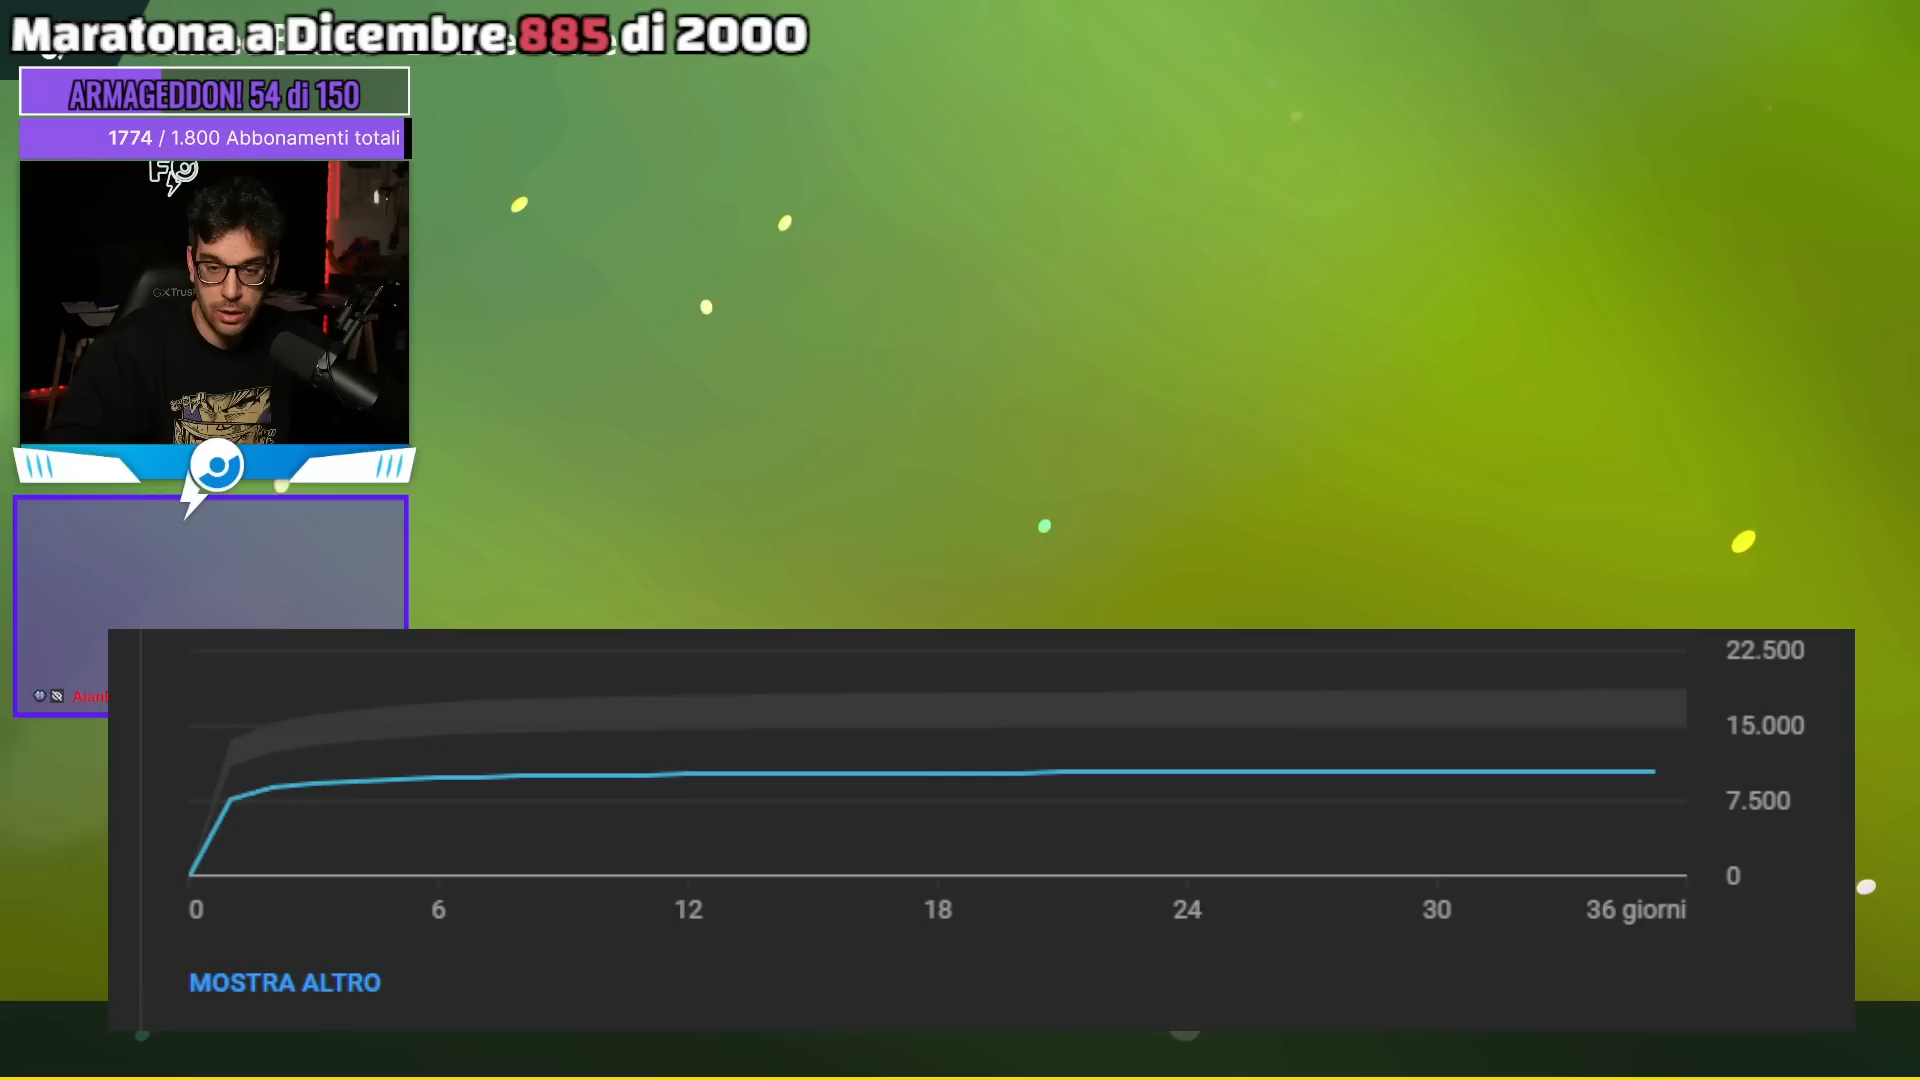 Maratona a Dicembre 885 di 2000
ARMAGEDDON! 54 di 150
1774 / 1.800 Abbonamenti totali
GXTrus
22.500
15.000
7.500
0
0 6 12 18 24 30 36 giorni
MOSTRA ALTRO